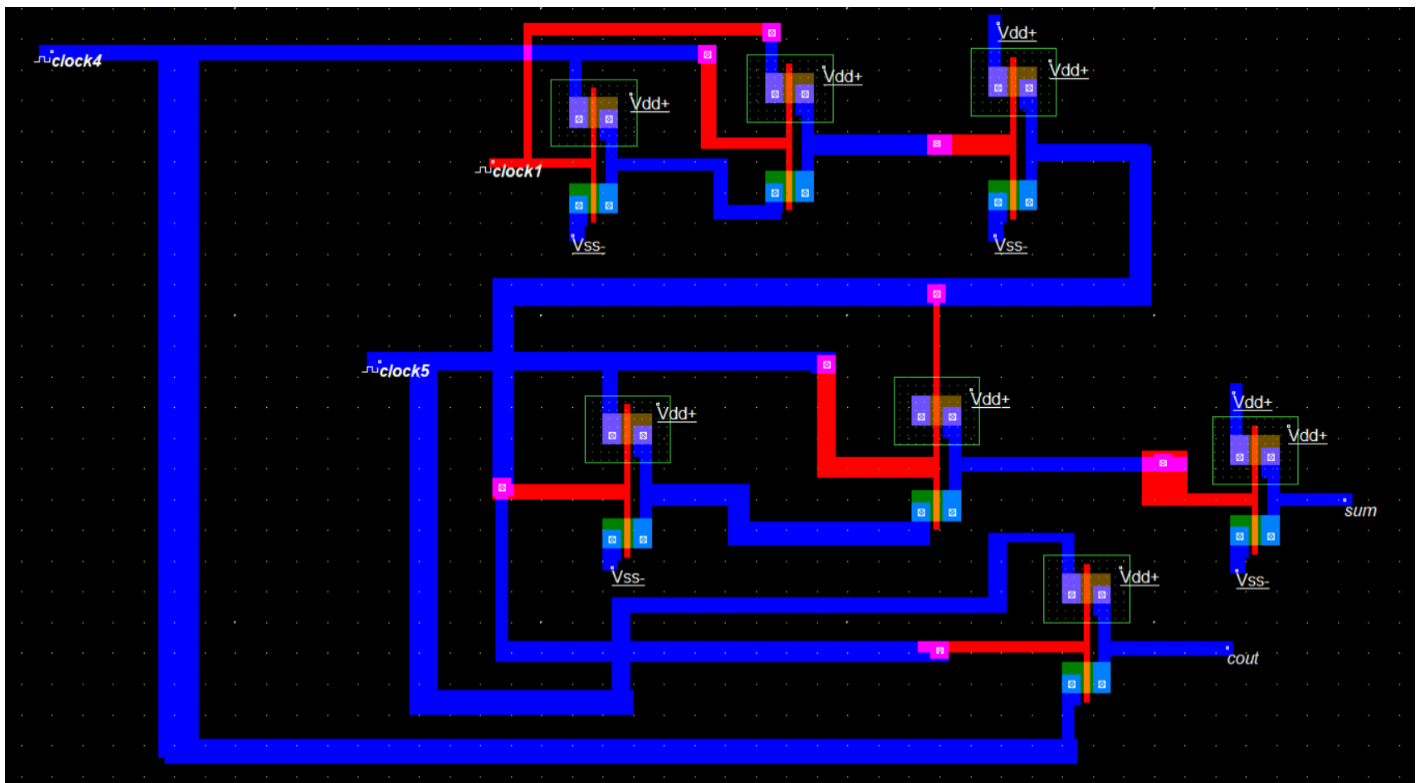 Vdd+
clock4
Vdd+
Vdd+
Vdd+
clock1
Vss-
Vss-
clock5
Vdd+
Vdd+
Vdd+
Vdd+
sum
Vss-
Vdd+
Vss-
cout